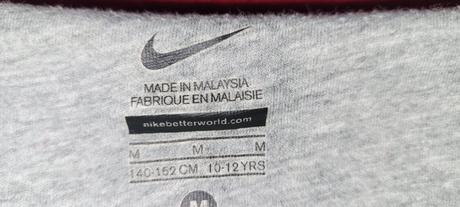 MADE IN MALAYSIA
FABRIQUE EN MALAISIE
nikebetterworld.com
M M M
140-152 CM 10-12 YRS
M